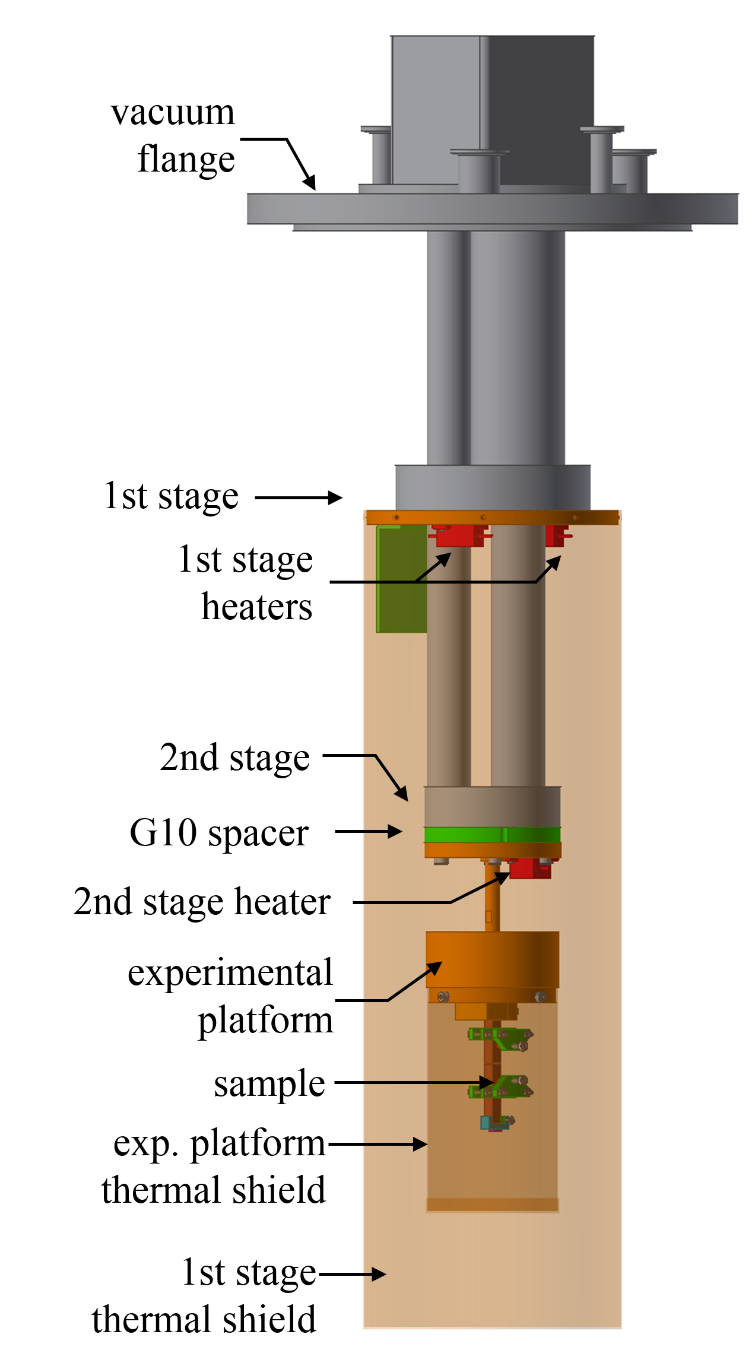 vacuum
flange
1st stage
1st stage
heaters
2nd stage
G10 spacer
2nd stage heater
experimental
platform
sample
exp. platform
thermal shield
1st stage
thermal shield